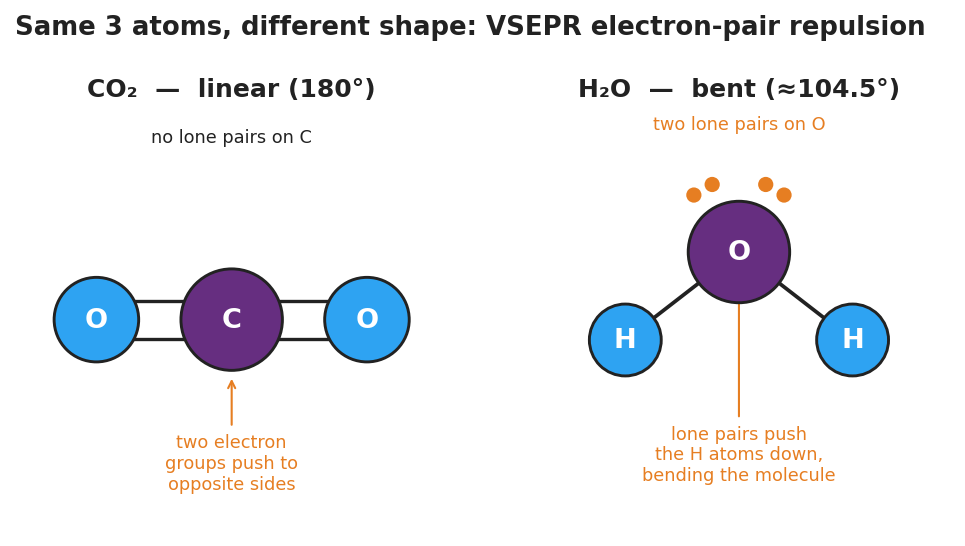 Same 3 atoms, different shape: VSEPR electron-pair repulsion
CO₂ — linear (180°)
no lone pairs on C
O
C
O
two electron
groups push to
opposite sides
H₂O — bent (≈104.5°)
two lone pairs on O
O
H
H
lone pairs push
the H atoms down,
bending the molecule